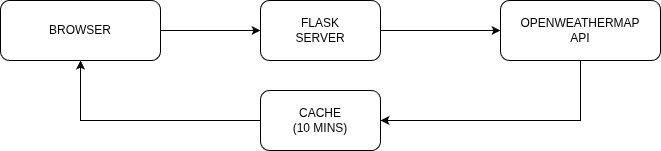 BROWSER
FLASK
SERVER
OPENWEATHERMAP
API
CACHE
(10 MINS)